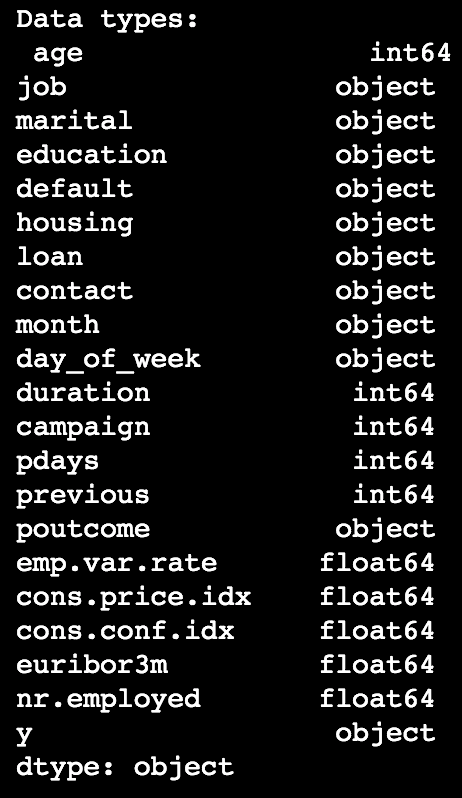 Data types:
age int64
job object
marital object
education object
default object
housing object
loan object
contact object
month object
day_of_week object
duration int64
campaign int64
pdays int64
previous int64
poutcome object
emp.var.rate float64
cons.price.idx float64
cons.conf.idx float64
euribor3m float64
nr.employed float64
y object
dtype: object